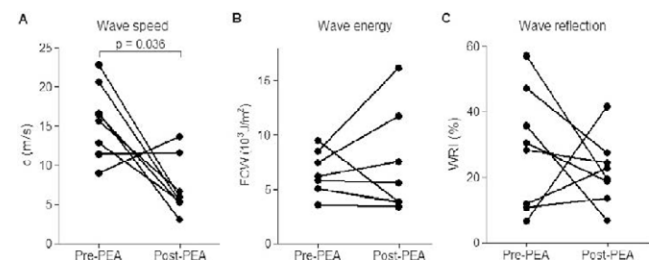 A Wave speed
p = 0.036
25
20
15
10
5
0
c (m/s)
Pre-PEA Post-PEA
B Wave energy
15
10
5
0
FCW (10³J/m²)
Pre-PEA Post-PEA
C Wave reflection
60
40
20
0
WRI (%)
Pre-PEA Post-PEA